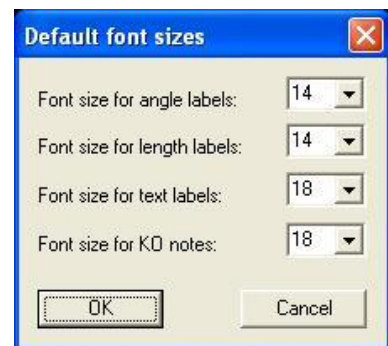 Default font sizes
Font size for angle labels: 14
Font size for length labels: 14
Font size for text labels: 18
Font size for KO notes: 18
OK Cancel